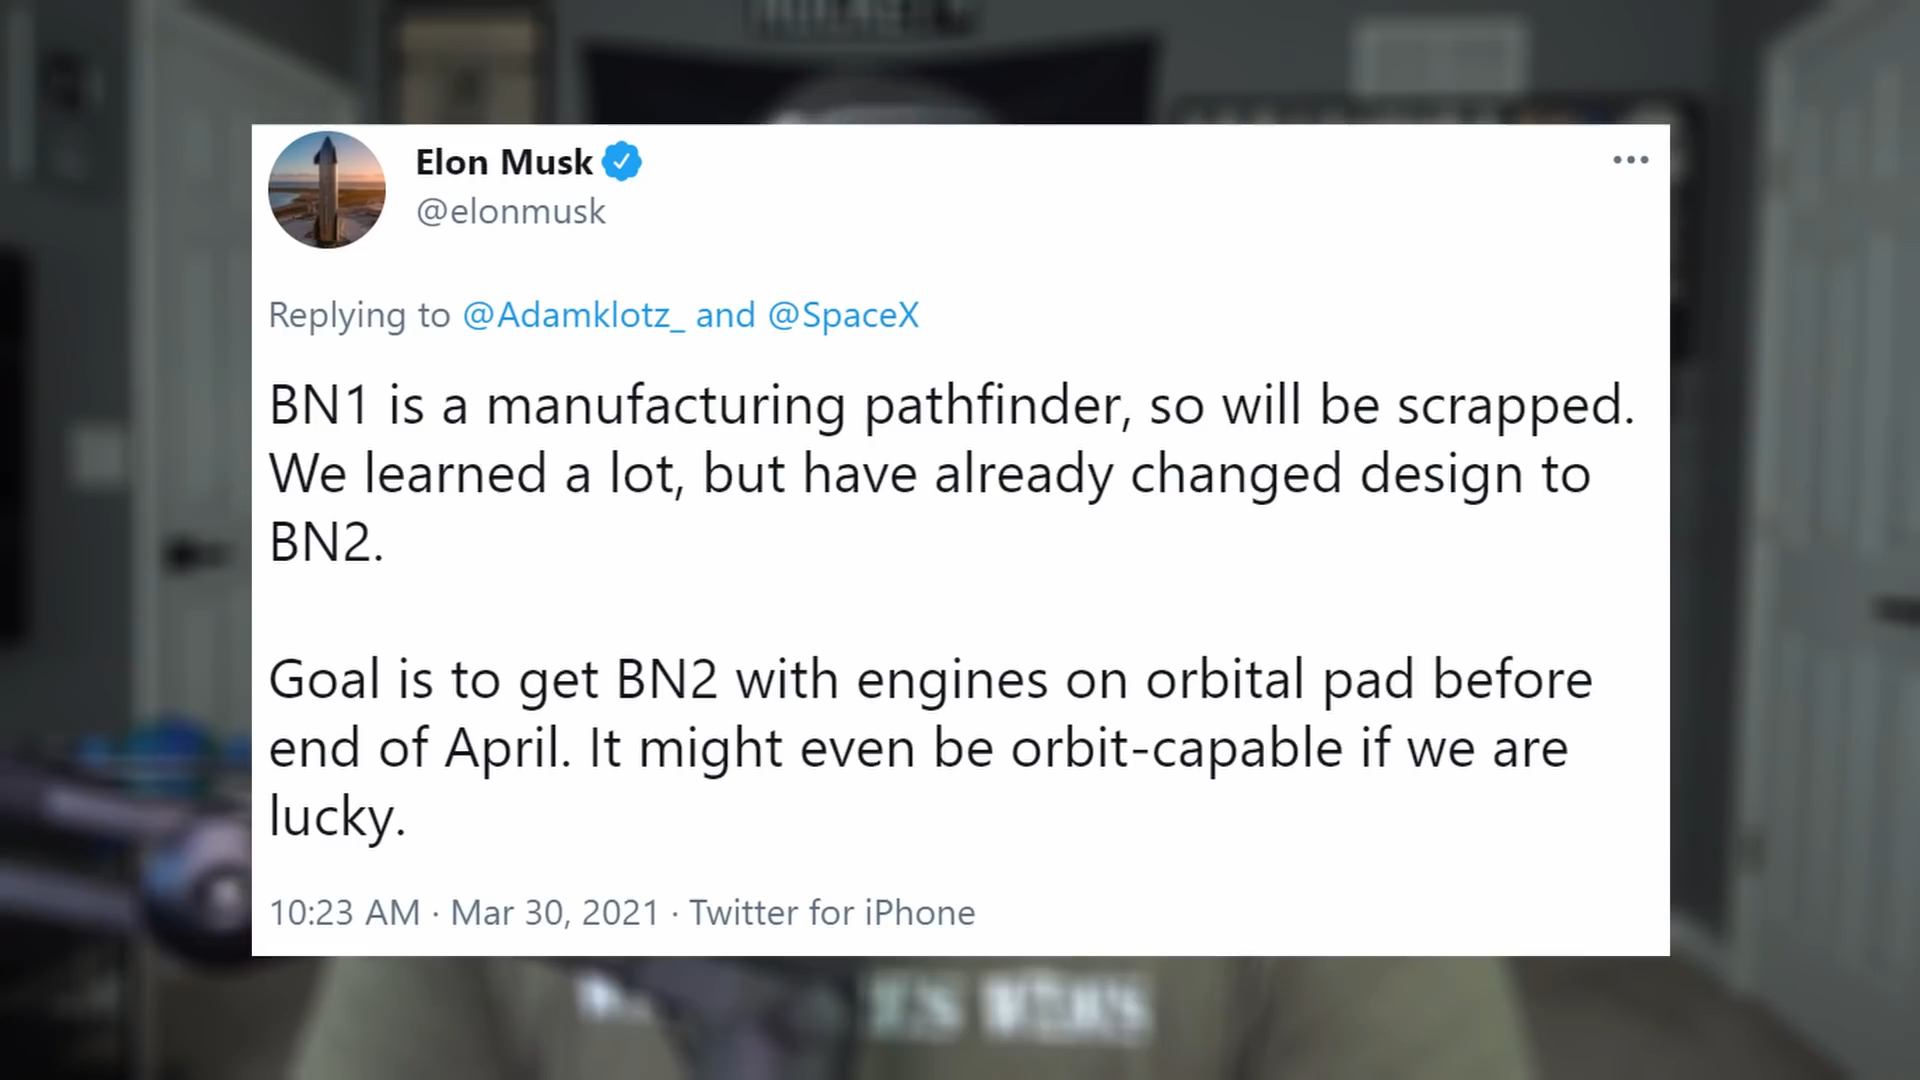 Elon Musk
@elonmusk
Replying to @Adamklotz_ and @SpaceX
BN1 is a manufacturing pathfinder, so will be scrapped.
We learned a lot, but have already changed design to
BN2.
Goal is to get BN2 with engines on orbital pad before
end of April. It might even be orbit-capable if we are
lucky.
10:23 AM · Mar 30, 2021 · Twitter for iPhone